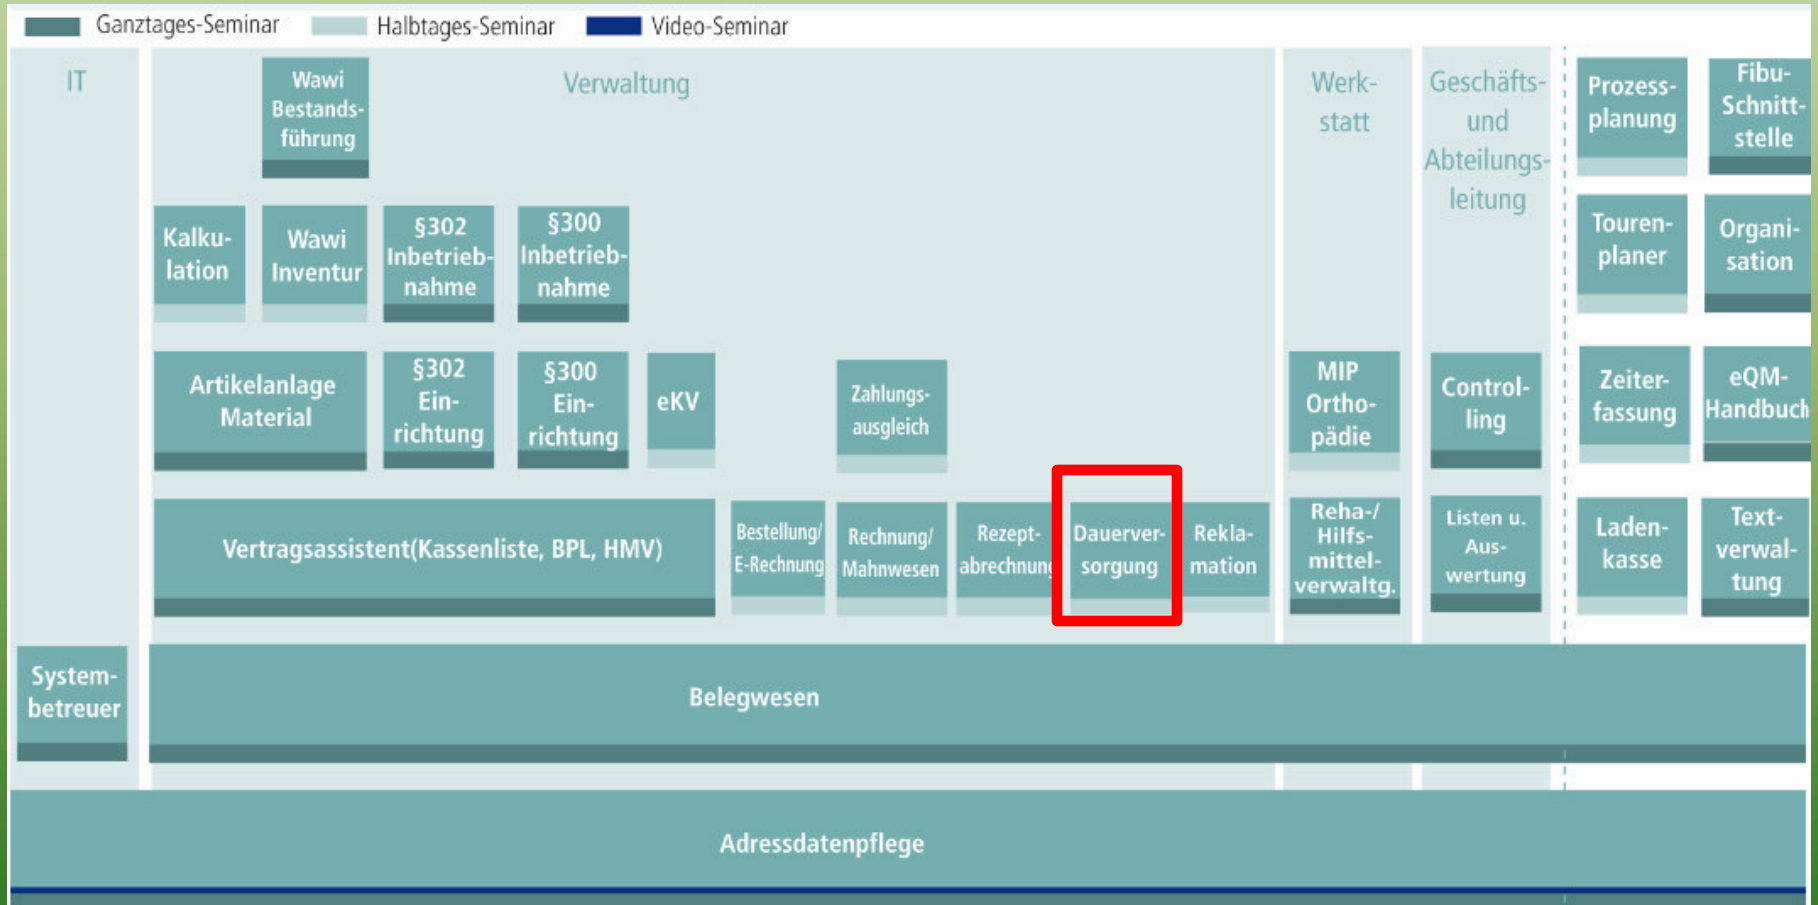 Ganztages-Seminar
Halbtages-Seminar
Video-Seminar
IT
Verwaltung
Werk-
statt
Geschäfts-
und
Abteilungs-
leitung
Wawi
Bestands-
führung
Prozess-
planung
Fibu-
Schnitt-
stelle
Kalku-
lation
Wawi
Inventur
§302
Inbetrieb-
nahme
§300
Inbetrieb-
nahme
Touren-
planer
Organi-
sation
Artikelanlage
Material
§302
Ein-
richtung
§300
Ein-
richtung
eKV
Zahlungs-
ausgleich
MIP
Ortho-
pädie
Control-
ling
Zeiter-
fassung
eQM-
Handbuch
Vertragsassistent(Kassenliste, BPL, HMV)
Bestellung/
E-Rechnung
Rechnung/
Mahnwesen
Rezept-
abrechnung
Dauerver-
sorgung
Rekla-
mation
Reha-/
Hilfs-
mittel-
verwaltg.
Listen u.
Aus-
wertung
Laden-
kasse
Text-
verwal-
tung
System-
betreuer
Belegwesen
Adressdatenpflege